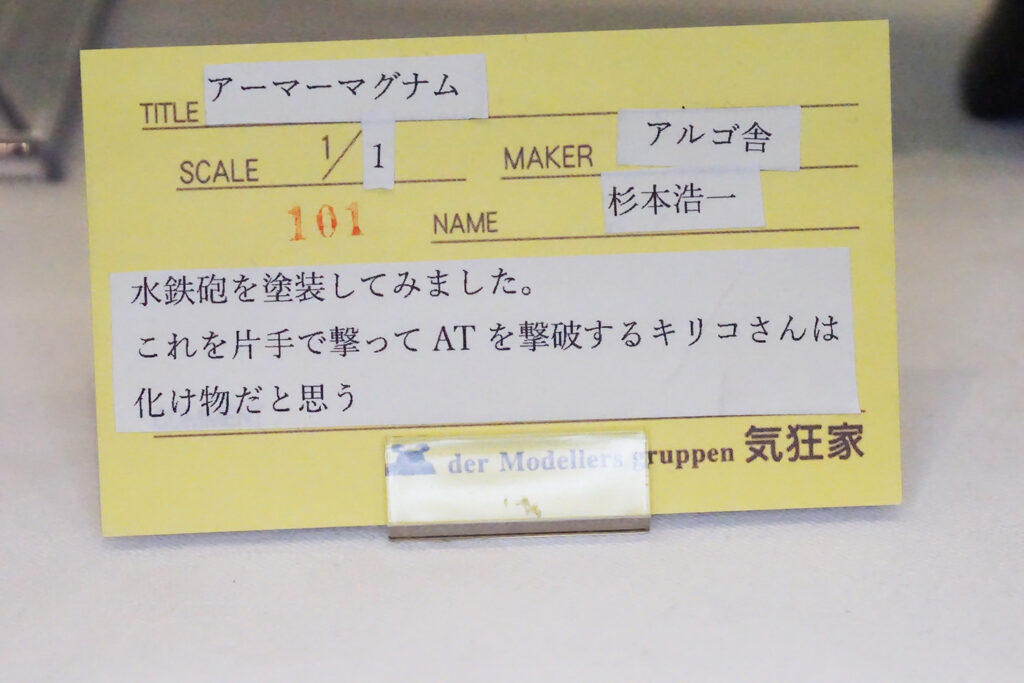 TITLE アーマーマグナム
SCALE 1/1 MAKER アルゴ舎
101 NAME 杉本浩一
水鉄砲を塗装してみました。
これを片手で撃って AT を撃破するキリコさんは
化け物だと思う
der Modellers gruppen 気狂家